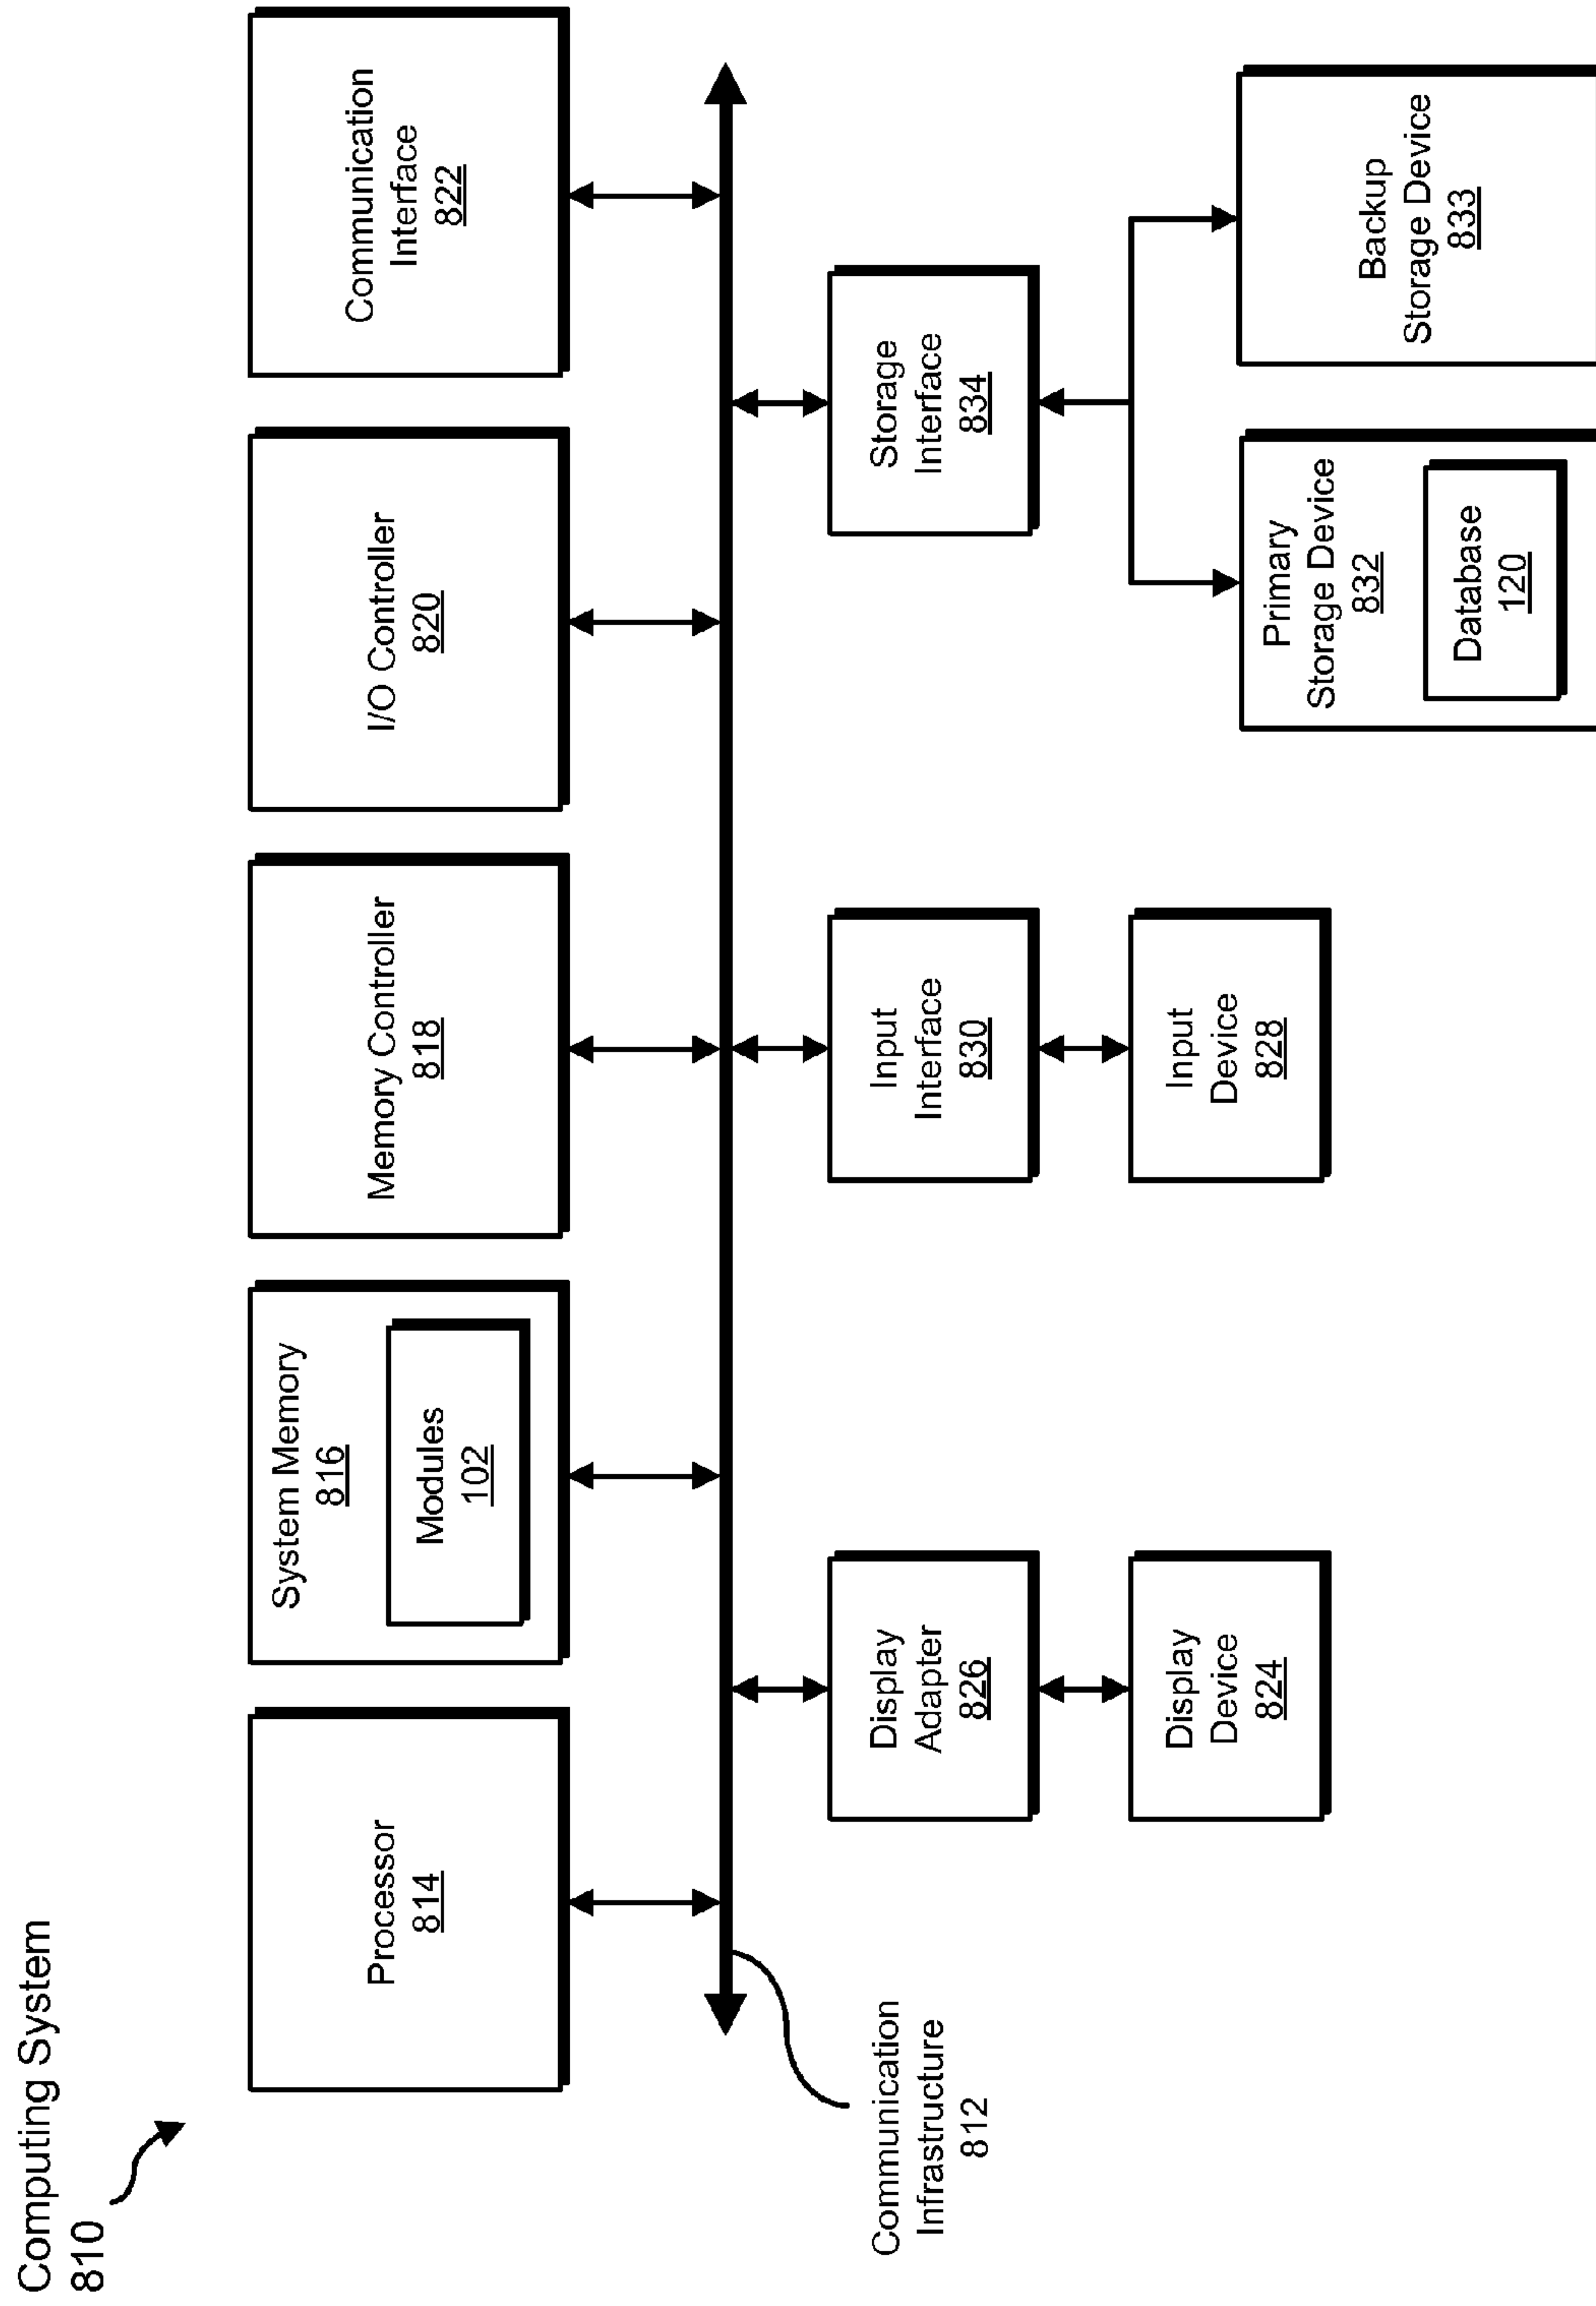 Computing System
810
Processor
814
System Memory
816
Modules
102
Memory Controller
818
I/O Controller
820
Communication
Interface
822
Communication
Infrastructure
812
Display
Adapter
826
Input
Interface
830
Storage
Interface
834
Display
Device
824
Input
Device
828
Primary
Storage Device
832
Database
120
Backup
Storage Device
833